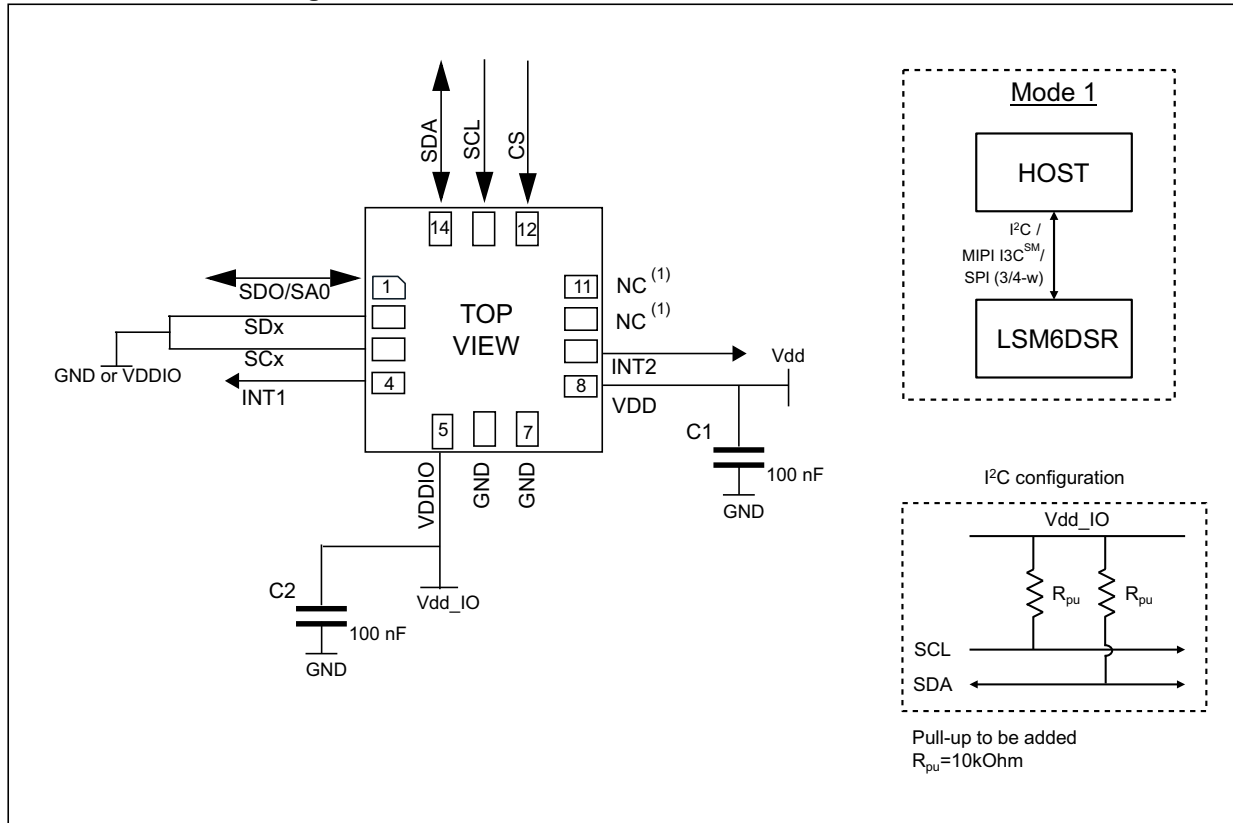 SDA
SCL
CS
14
12
1
11
NC (1)
NC (1)
SDO/SA0
SDx
SCx
TOP
VIEW
GND or VDDIO
INT1
4
INT2
Vdd
8
VDD
5
7
VDDIO
GND
GND
C1
100 nF
GND
C2
100 nF
GND
Vdd_IO
Mode 1
HOST
I²C /
MIPI I3C^SM/
SPI (3/4-w)
LSM6DSR
I²C configuration
Vdd_IO
Rpu
Rpu
SCL
SDA
Pull-up to be added
Rpu=10kOhm